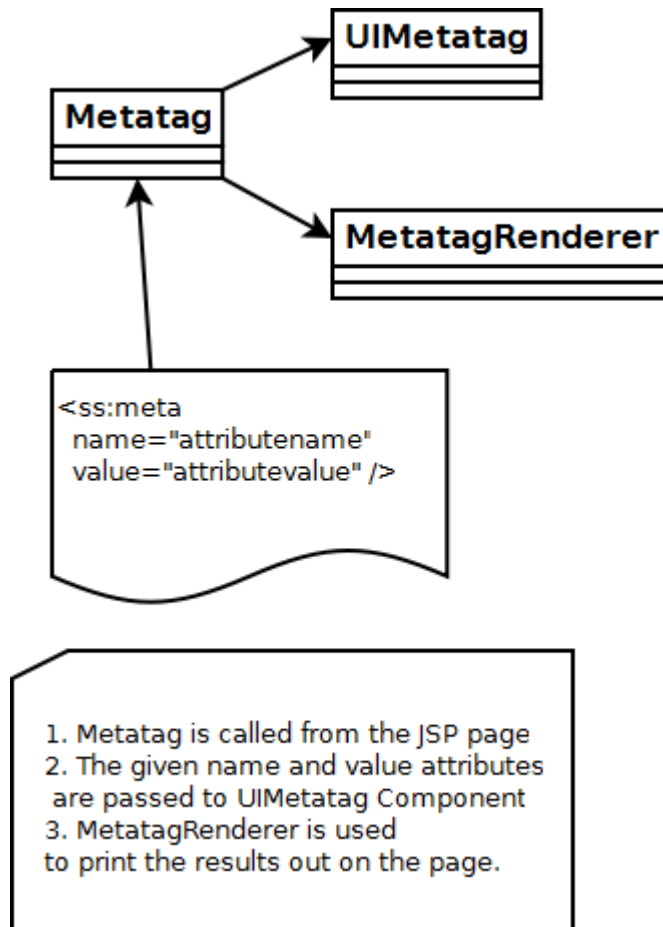 UIMetatag
Metatag
MetatagRenderer
<ss:meta
name="attributename"
value="attributevalue" />
1. Metatag is called from the JSP page
2. The given name and value attributes
are passed to UIMetatag Component
3. MetatagRenderer is used
to print the results out on the page.